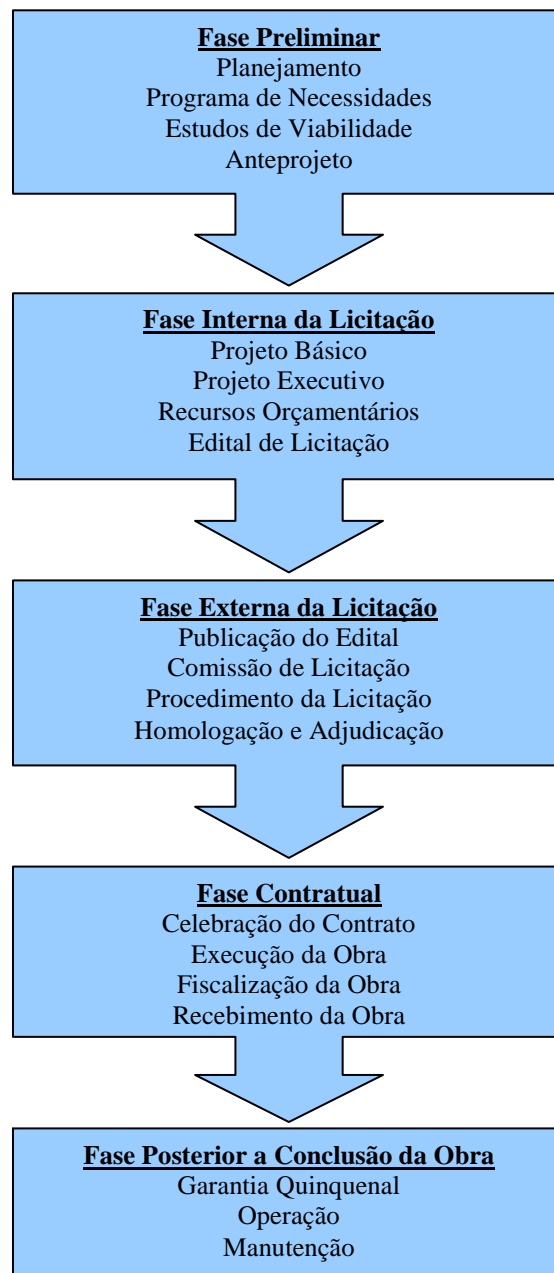 Fase Preliminar
Planejamento
Programa de Necessidades
Estudos de Viabilidade
Anteprojeto
Fase Interna da Licitação
Projeto Básico
Projeto Executivo
Recursos Orçamentários
Edital de Licitação
Fase Externa da Licitação
Publicação do Edital
Comissão de Licitação
Procedimento da Licitação
Homologação e Adjudicação
Fase Contratual
Celebração do Contrato
Execução da Obra
Fiscalização da Obra
Recebimento da Obra
Fase Posterior a Conclusão da Obra
Garantia Quinquenal
Operação
Manutenção